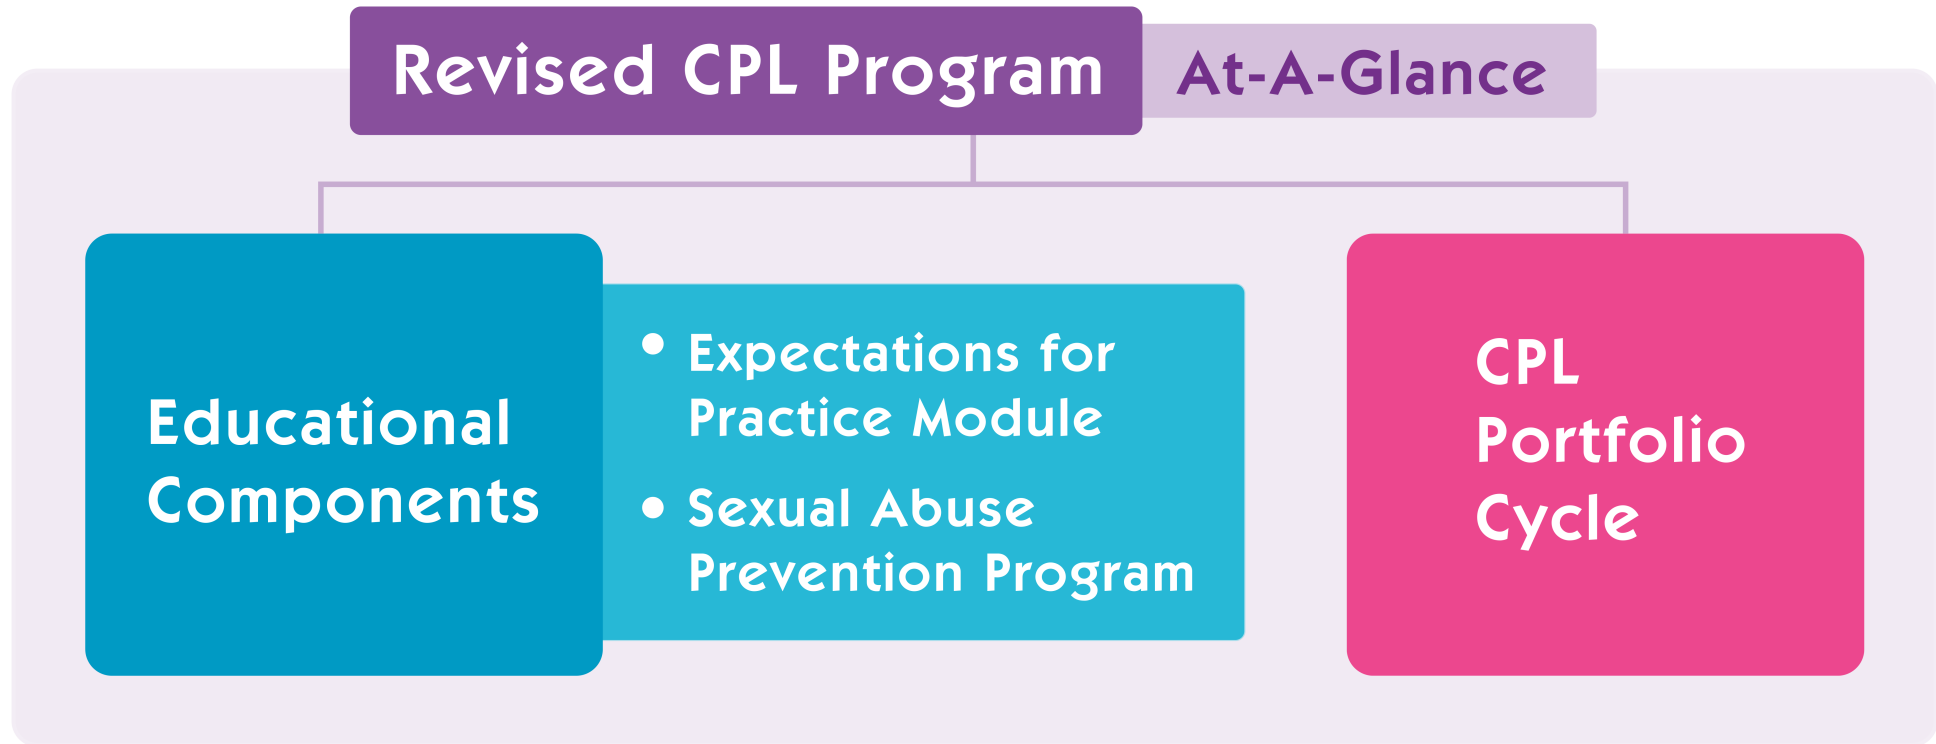 Revised CPL Program At-A-Glance
Educational
Components
• Expectations for
Practice Module
• Sexual Abuse
Prevention Program
CPL
Portfolio
Cycle